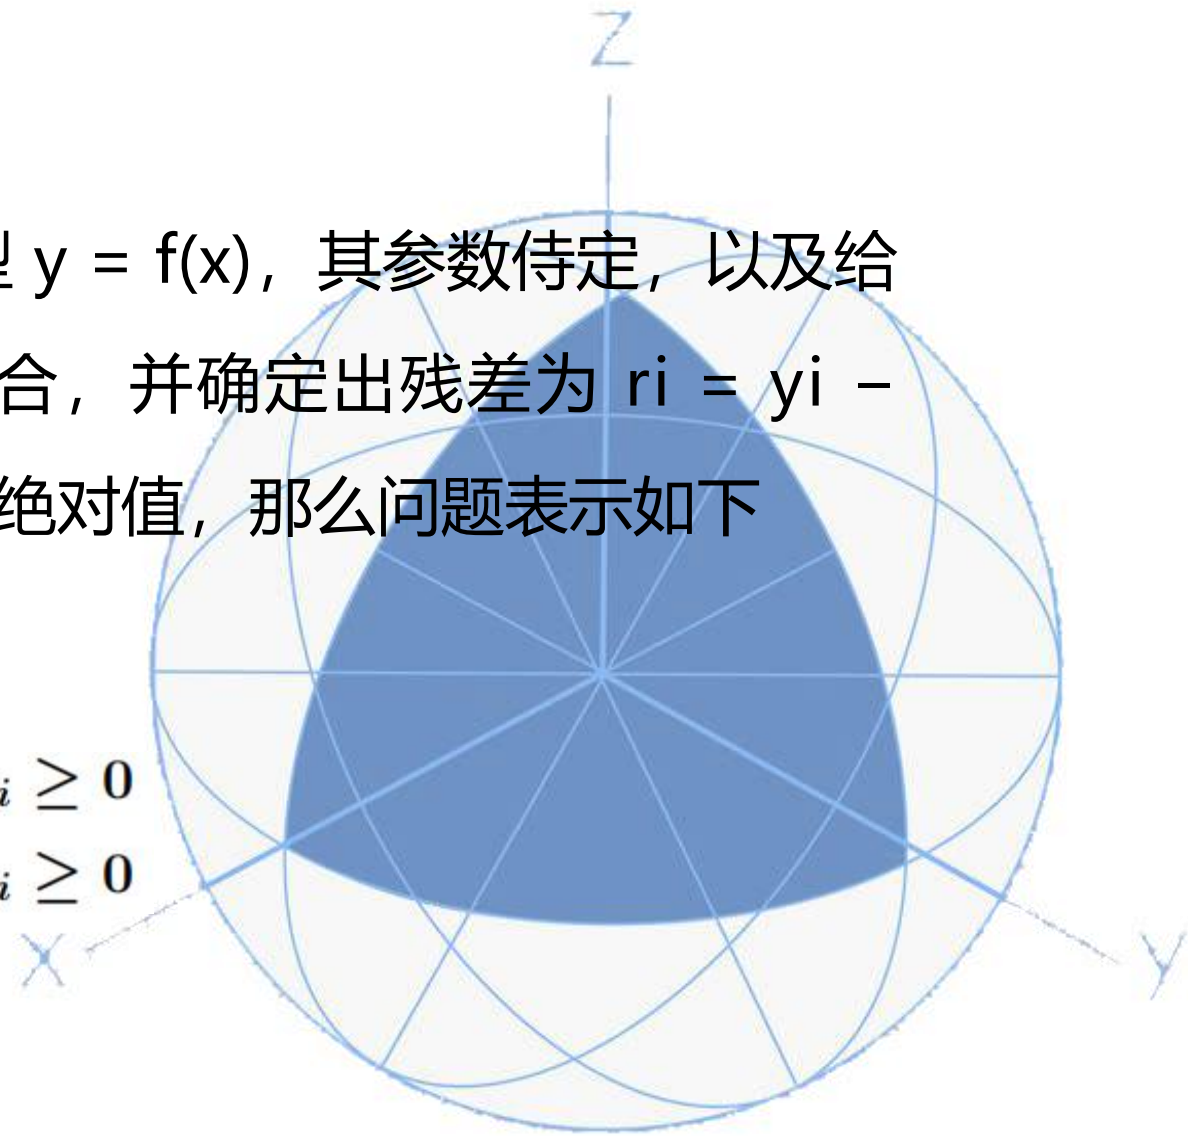 Z
型 y = f(x)，其参数侍定，以及给
合，并确定出残差为 ri = yi –
绝对值，那么问题表示如下
i ≥ 0
i ≥ 0
X
Y